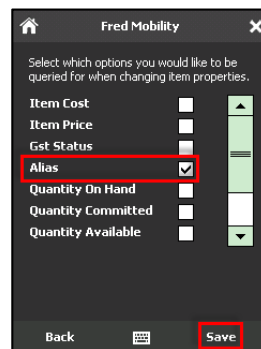 Fred Mobility
Select which options you would like to be
queried for when changing item properties.
Item Cost
Item Price
Gst Status
Alias
Quantity On Hand
Quantity Committed
Quantity Available
Back
Save